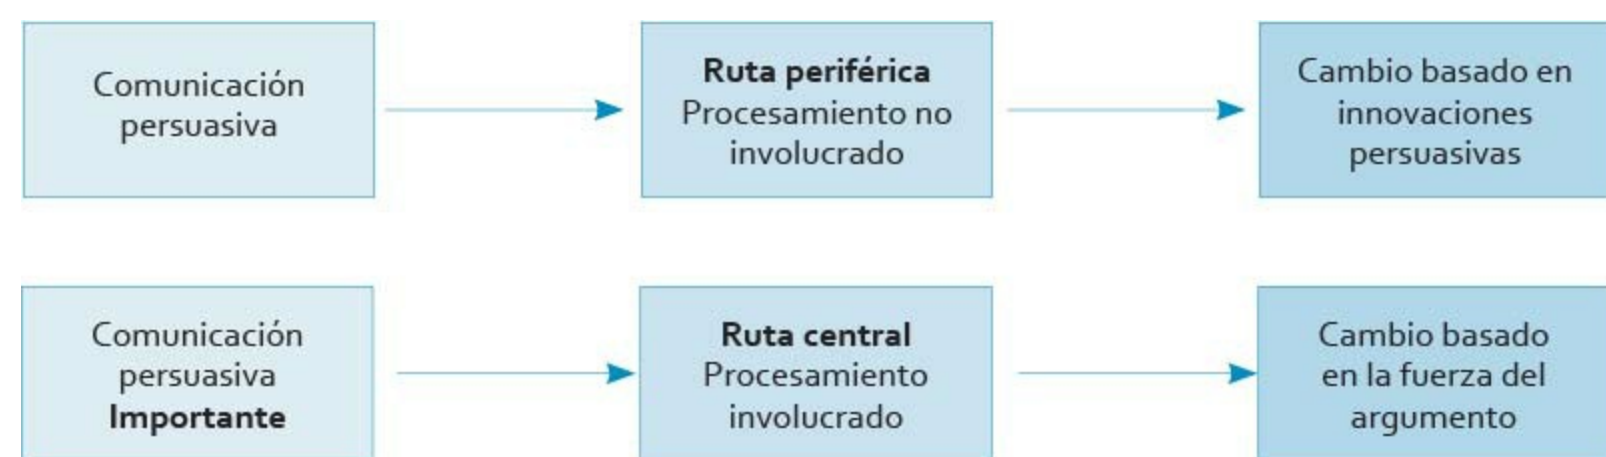 Comunicación
persuasiva
Ruta periférica
Procesamiento no
involucrado
Cambio basado en
innovaciones
persuasivas
Comunicación
persuasiva
Importante
Ruta central
Procesamiento
involucrado
Cambio basado
en la fuerza del
argumento